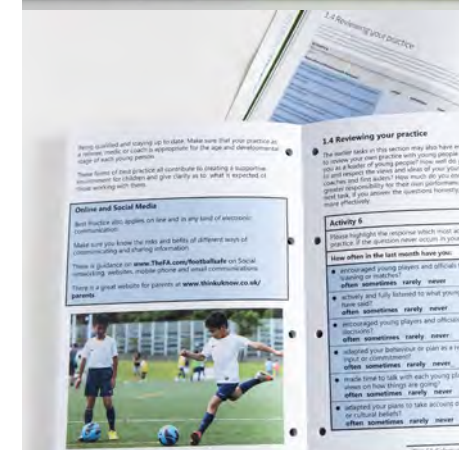 1.4 Reviewing your practice
Being qualified and staying up to date. Make sure that your practice as
a referee, medic or coach is appropriate for the age and developmental
stage of each young person.
These forms of best practice all contribute to creating a supportive
environment for children and give clarity as to what is expected of
those working with them.
Online and Social Media
Best Practice also applies on line and in any kind of electronic
communication.
Make sure you know the risks and befits of different ways of
communicating and sharing information.
There is guidance on www.TheFA.com/footballsafe on Social
networking, websites, mobile phone and email communications.
There is a great website for parents at www.thinkuknow.co.uk/
parents
1.4 Reviewing your practice
The earlier tasks in this section may also have
to review your own practice with young people
you as a leader of young people? How well do
to and respect the views and ideas of your
coaches and first aiders? How much do you
greater responsibility for their own performance
next task, if you answer the questions honestly,
more effectively.
Activity 6
Please highlight the response which most
practice. If the question never occurs in your
How often in the last month have you:
encouraged young players and officials
training or matches?
often sometimes rarely never
actively and fully listened to what young
have said?
often sometimes rarely never
encouraged young players and officials
decisions?
often sometimes rarely never
adapted your behaviour or plan as a
input or comments?
often sometimes rarely never
made time to talk with each young
views on how things are going?
often sometimes rarely never
adapted your plans to take account
or cultural beliefs?
often sometimes rarely never